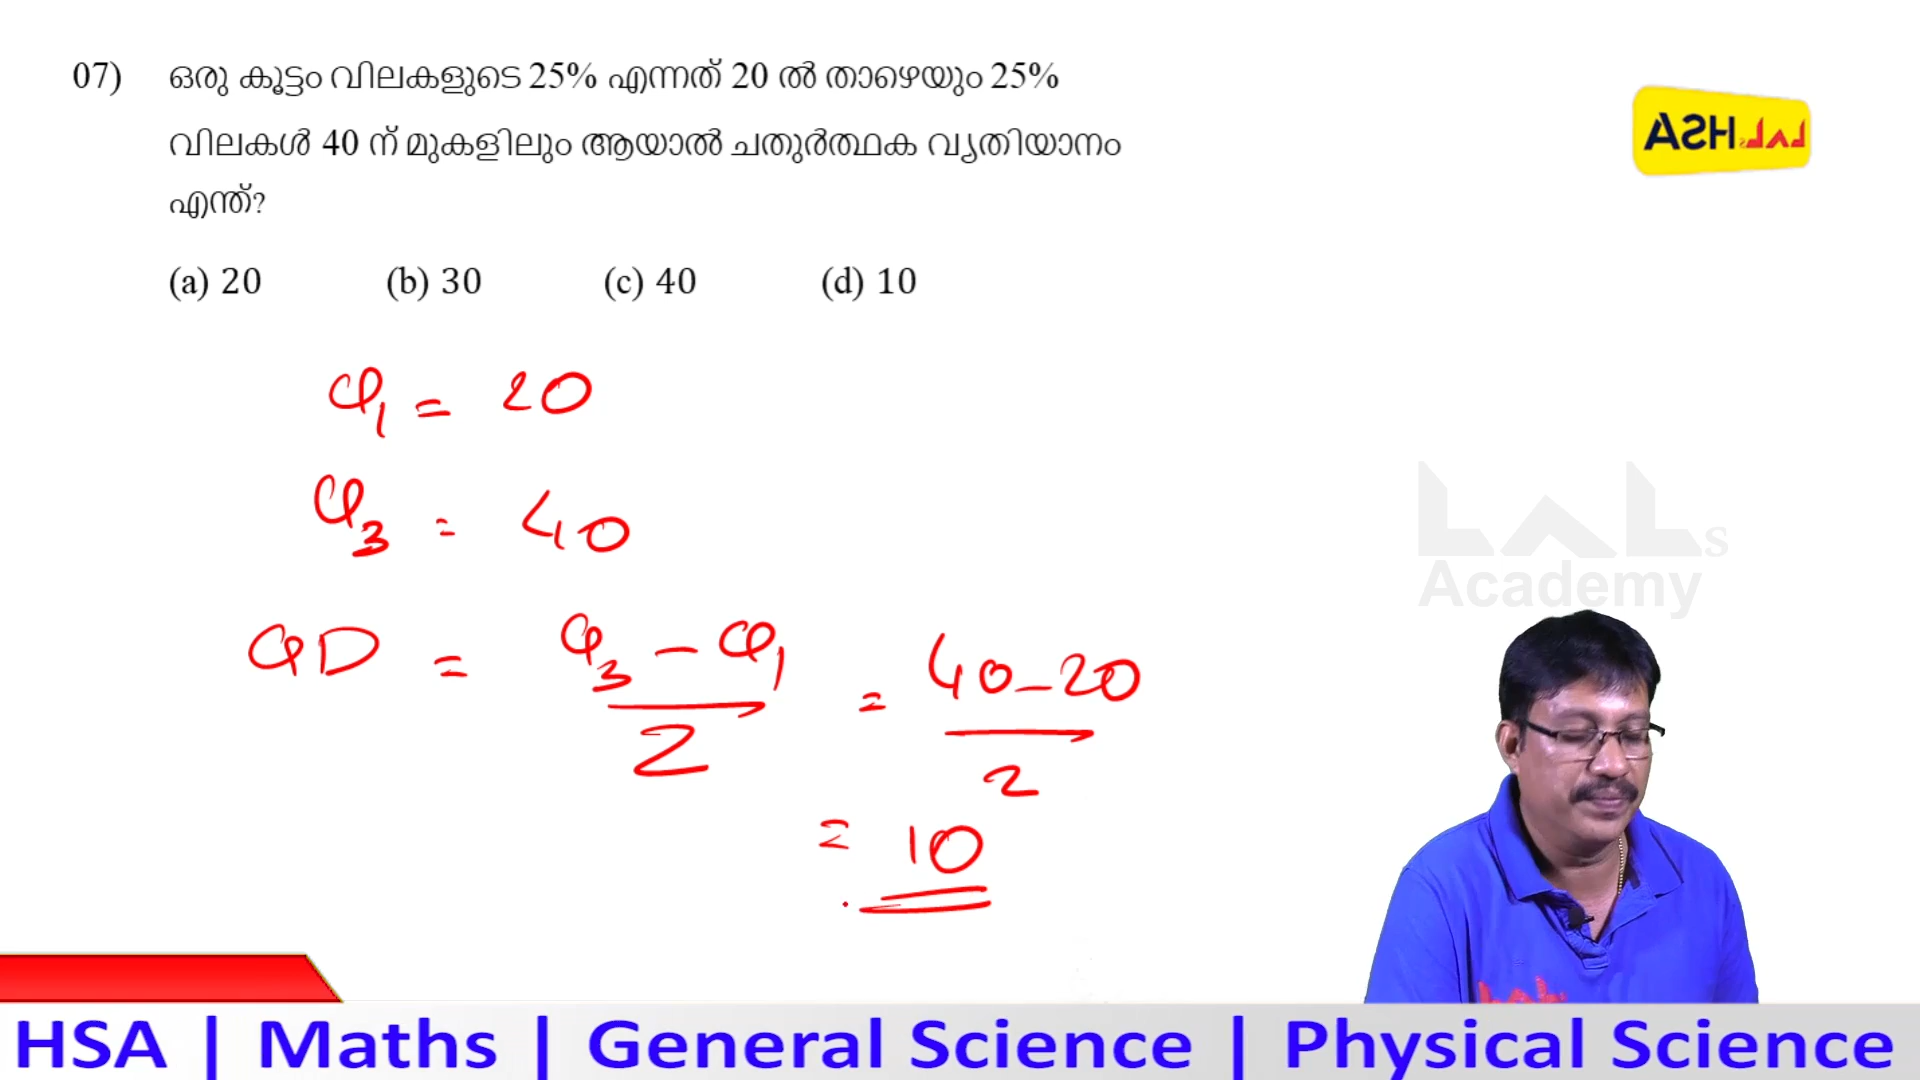 07) ഒരു കൂട്ടം വിലകളുടെ 25% എന്നത് 20 ൽ താഴെയും 25%
വിലകൾ 40 ന് മുകളിലും ആയാൽ ചതുർത്ഥക വ്യതിയാനം
എന്ത്?
(a) 20 (b) 30 (c) 40 (d) 10
ASH LALs
Q₁ = 20
Q₃ = 40
QD = Q₃ - Q₁ / 2 = 40-20 / 2
= 10
LALs
Academy
HSA | Maths | General Science | Physical Science